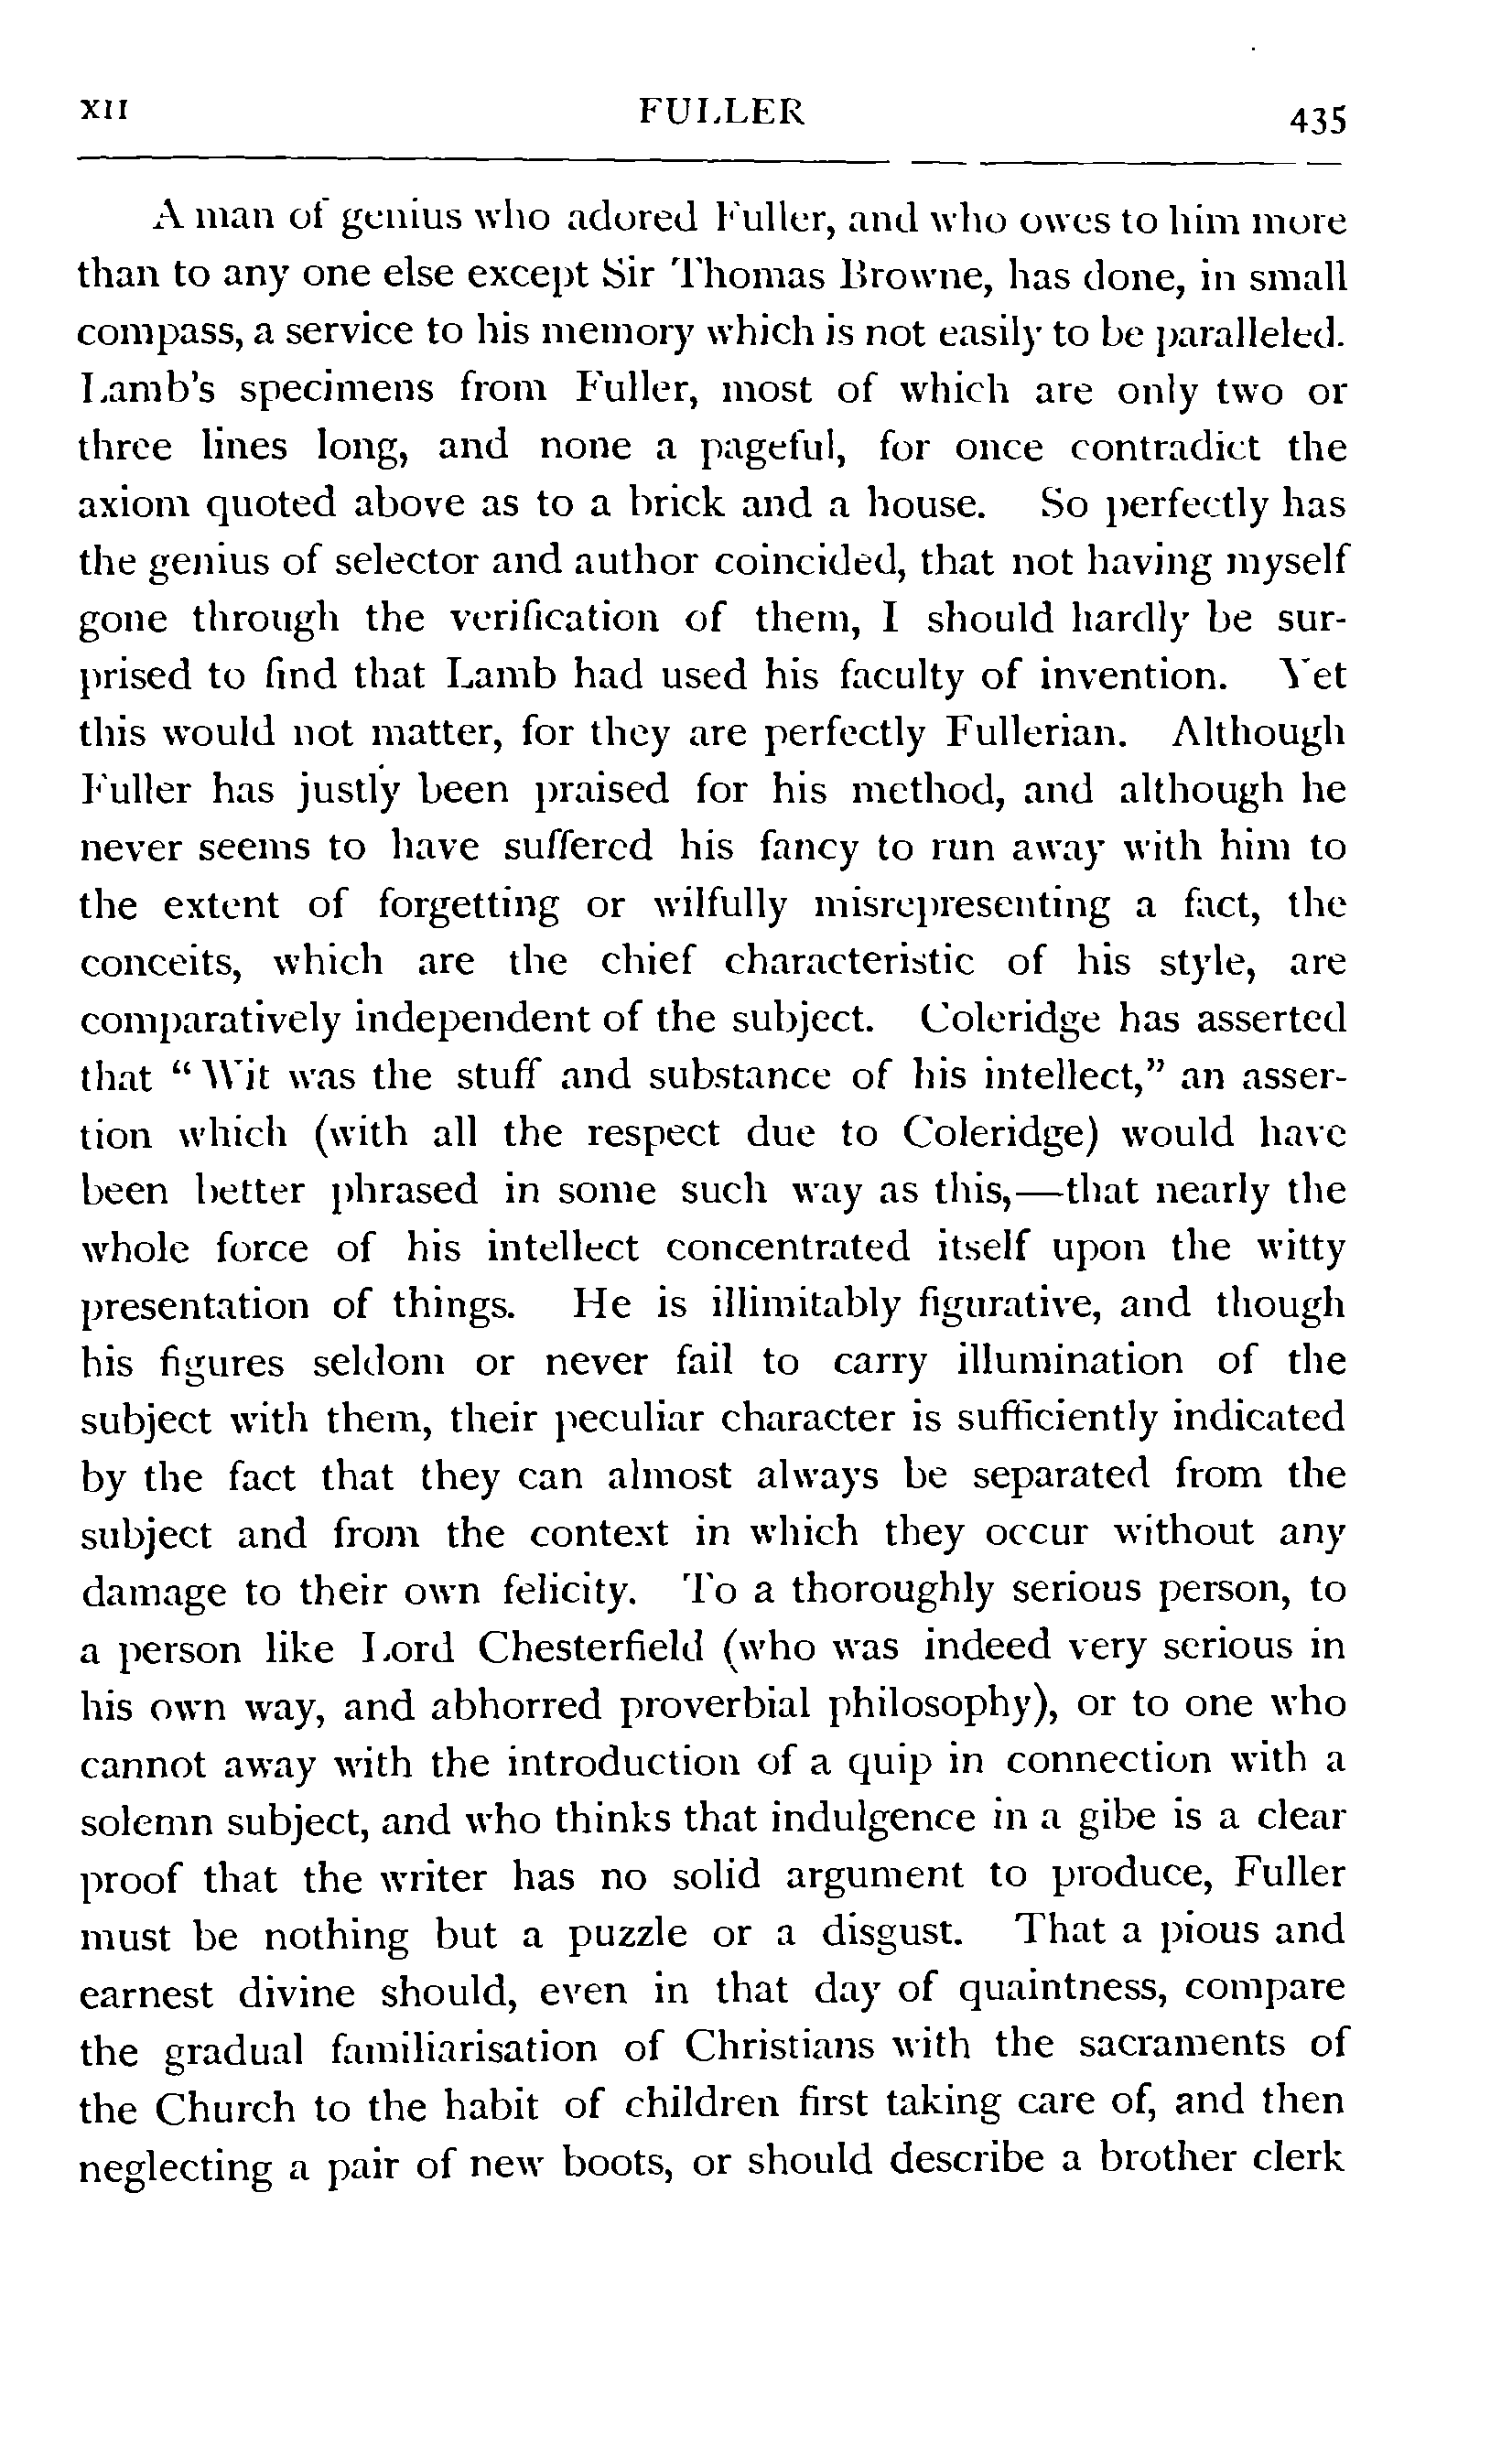 XII FULLER 435
A man of genius who adored Fuller, and who owes to him more
than to any one else except Sir Thomas Browne, has done, in small
compass, a service to his memory which is not easily to be paralleled.
Lamb's specimens from Fuller, most of which are only two or
three lines long, and none a pageful, for once contradict the
axiom quoted above as to a brick and a house. So perfectly has
the genius of selector and author coincided, that not having myself
gone through the verification of them, I should hardly be sur-
prised to find that Lamb had used his faculty of invention. Yet
this would not matter, for they are perfectly Fullerian. Although
Fuller has justly been praised for his method, and although he
never seems to have suffered his fancy to run away with him to
the extent of forgetting or wilfully misrepresenting a fact, the
conceits, which are the chief characteristic of his style, are
comparatively independent of the subject. Coleridge has asserted
that “Wit was the stuff and substance of his intellect,” an asser-
tion which (with all the respect due to Coleridge) would have
been better phrased in some such way as this,—that nearly the
whole force of his intellect concentrated itself upon the witty
presentation of things. He is illimitably figurative, and though
his figures seldom or never fail to carry illumination of the
subject with them, their peculiar character is sufficiently indicated
by the fact that they can almost always be separated from the
subject and from the context in which they occur without any
damage to their own felicity. To a thoroughly serious person, to
a person like Lord Chesterfield (who was indeed very serious in
his own way, and abhorred proverbial philosophy), or to one who
cannot away with the introduction of a quip in connection with a
solemn subject, and who thinks that indulgence in a gibe is a clear
proof that the writer has no solid argument to produce, Fuller
must be nothing but a puzzle or a disgust. That a pious and
earnest divine should, even in that day of quaintness, compare
the gradual familiarisation of Christians with the sacraments of
the Church to the habit of children first taking care of, and then
neglecting a pair of new boots, or should describe a brother clerk